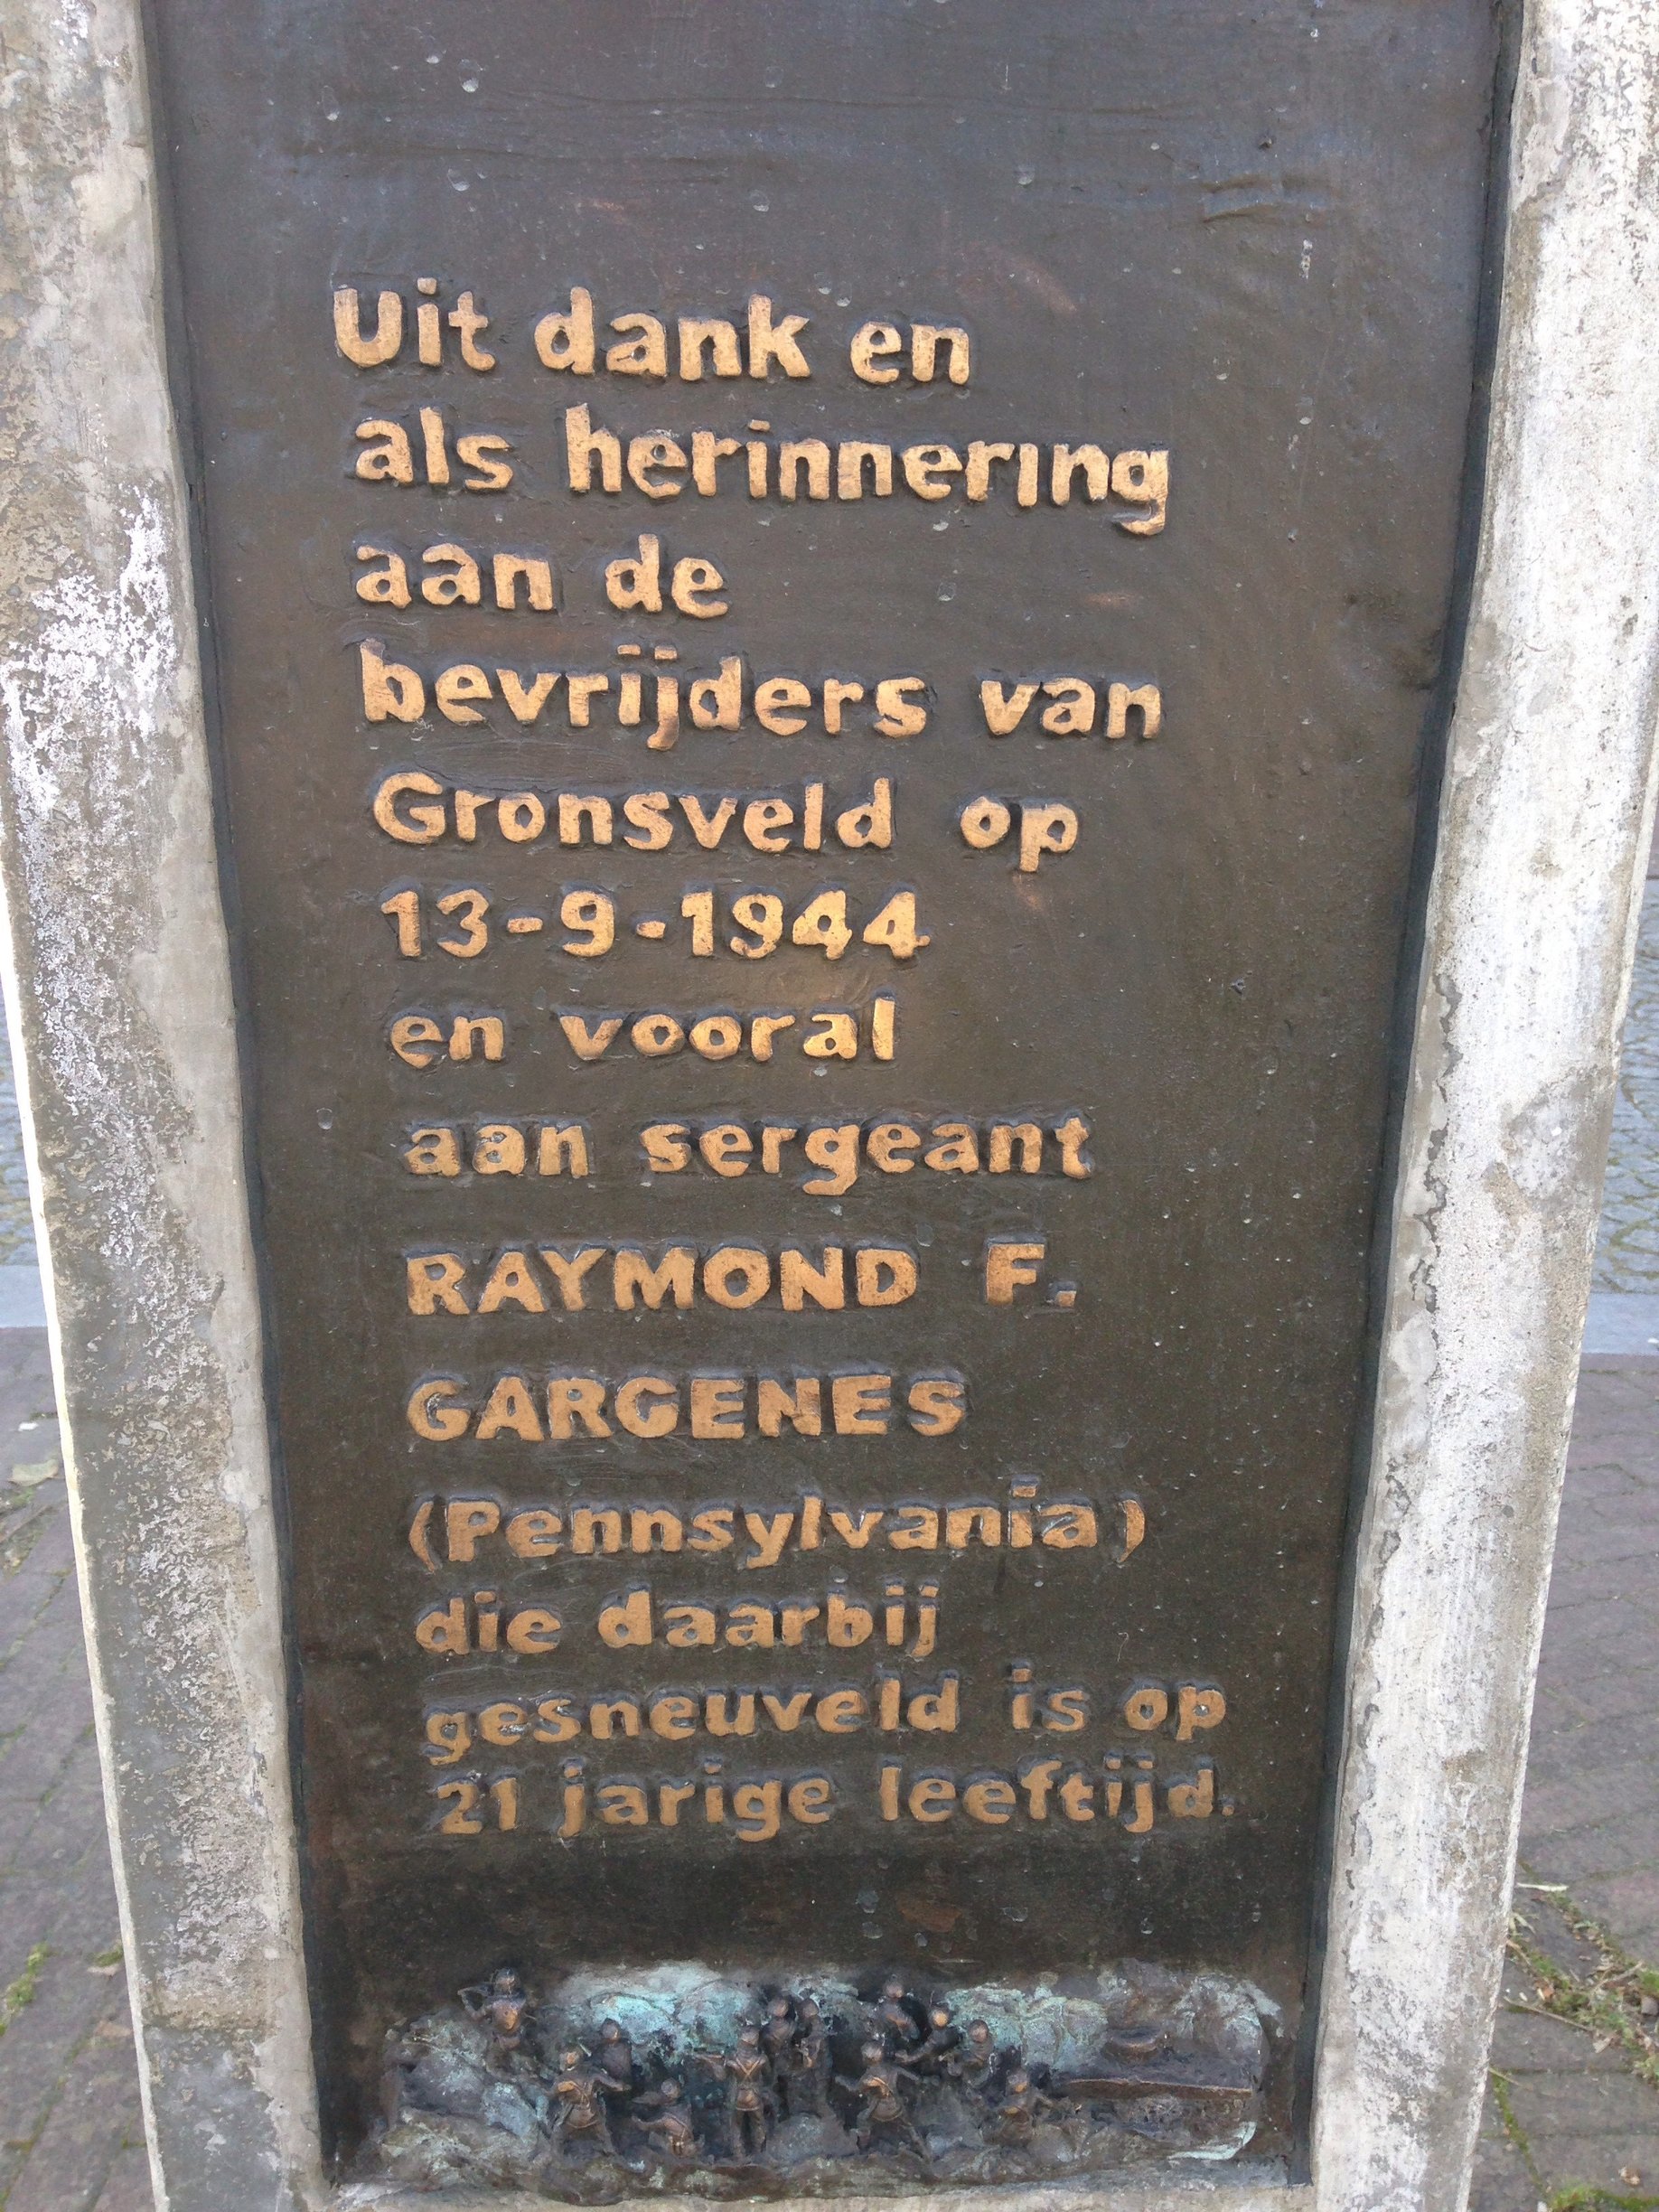 Uit dank en
als herinnering
aan de
bevrijders van
Gronsveld op
13-9-1944
en vooral
aan sergeant
RAYMOND F.
GARGENES
(Pennsylvania)
die daarbij
gesneuveld is op
21 jarige leeftijd.